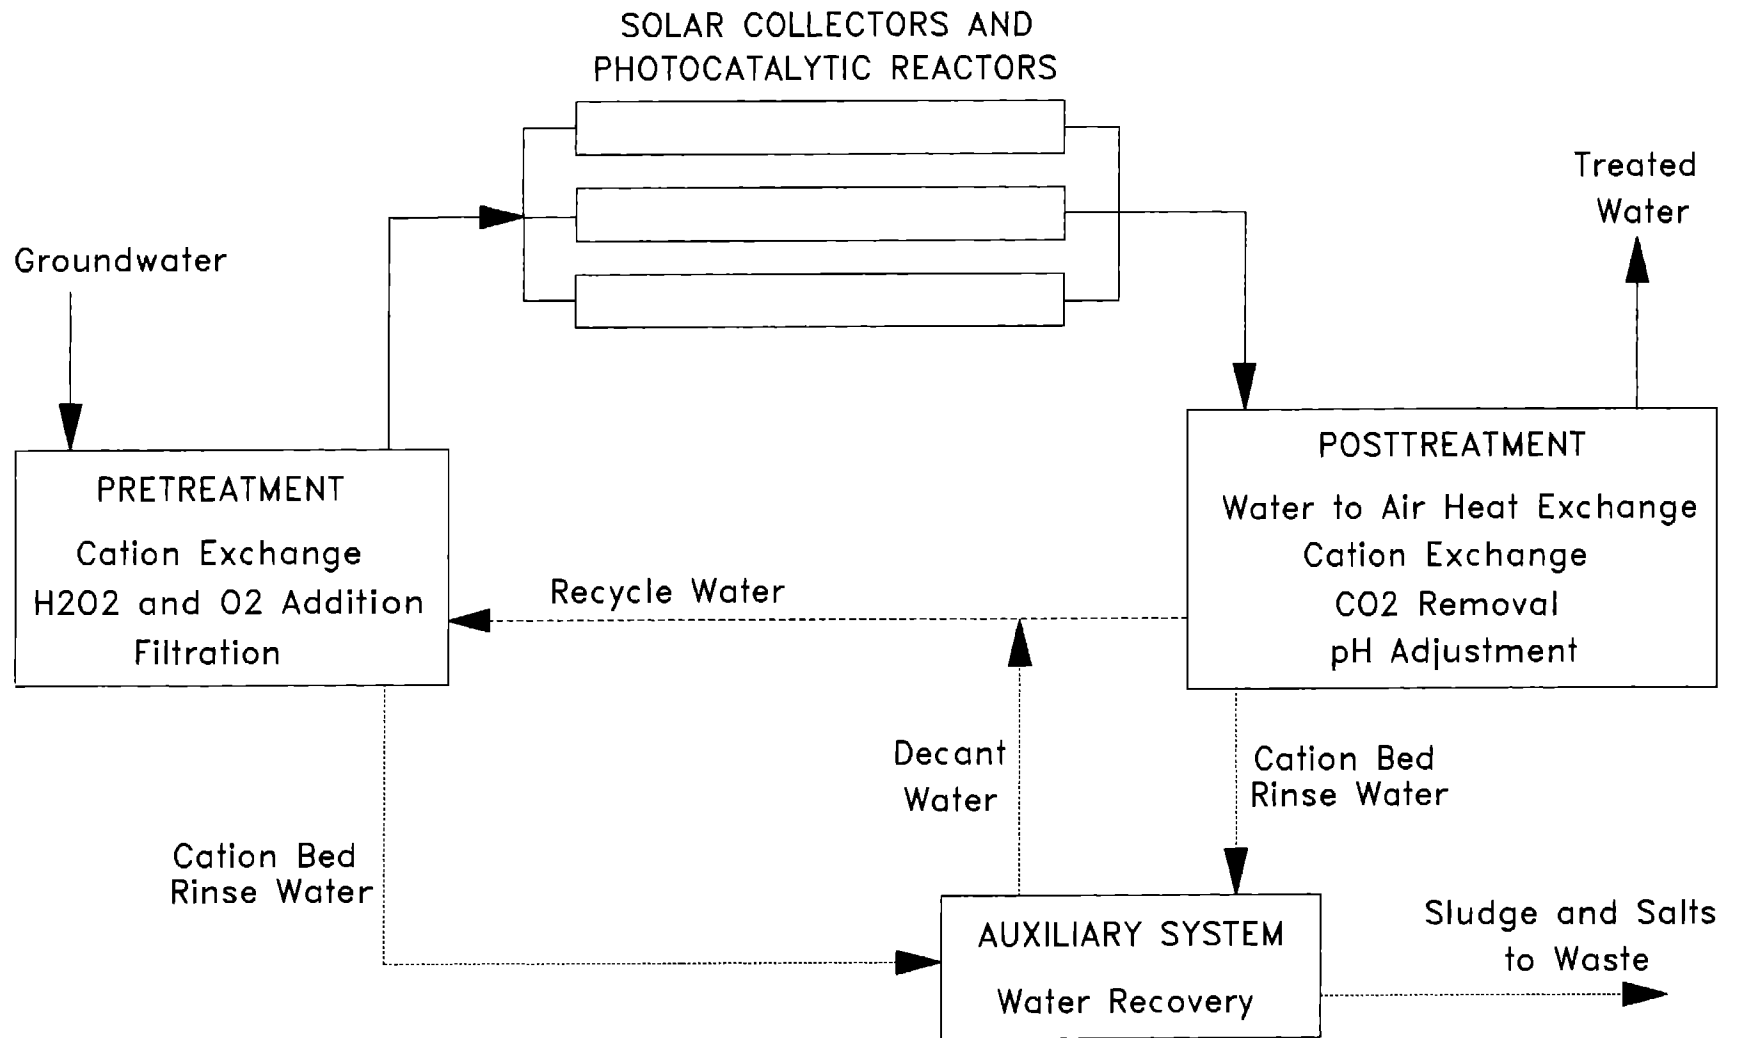 SOLAR COLLECTORS AND
PHOTOCATALYTIC REACTORS
Treated
Water
Groundwater
PRETREATMENT
Cation Exchange
H2O2 and O2 Addition
Filtration
POSTTREATMENT
Water to Air Heat Exchange
Cation Exchange
CO2 Removal
pH Adjustment
Recycle Water
Decant
Water
Cation Bed
Rinse Water
Cation Bed
Rinse Water
AUXILIARY SYSTEM
Water Recovery
Sludge and Salts
to Waste